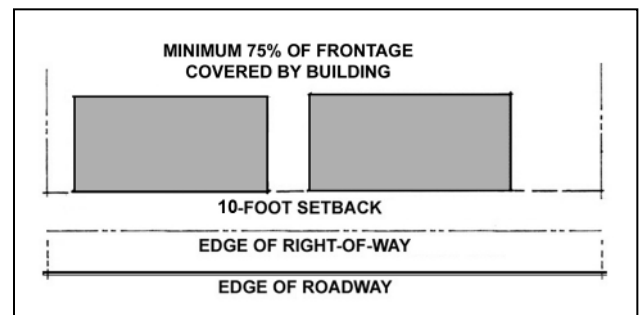 MINIMUM 75% OF FRONTAGE
COVERED BY BUILDING
10-FOOT SETBACK
EDGE OF RIGHT-OF-WAY
EDGE OF ROADWAY